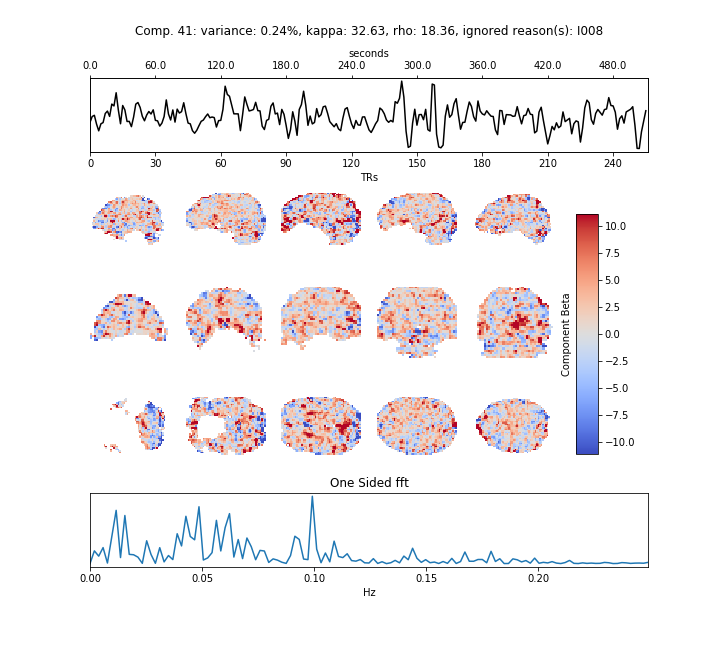 Comp. 41: variance: 0.24%, kappa: 32.63, rho: 18.36, ignored reason(s): I008
seconds
0.0 60.0 120.0 180.0 240.0 300.0 360.0 420.0 480.0
0 30 60 90 120 150 180 210 240
TRs
10.0
7.5
5.0
2.5
0.0
−2.5
−5.0
−7.5
−10.0
Component Beta
One Sided fft
0.00 0.05 0.10 0.15 0.20
Hz